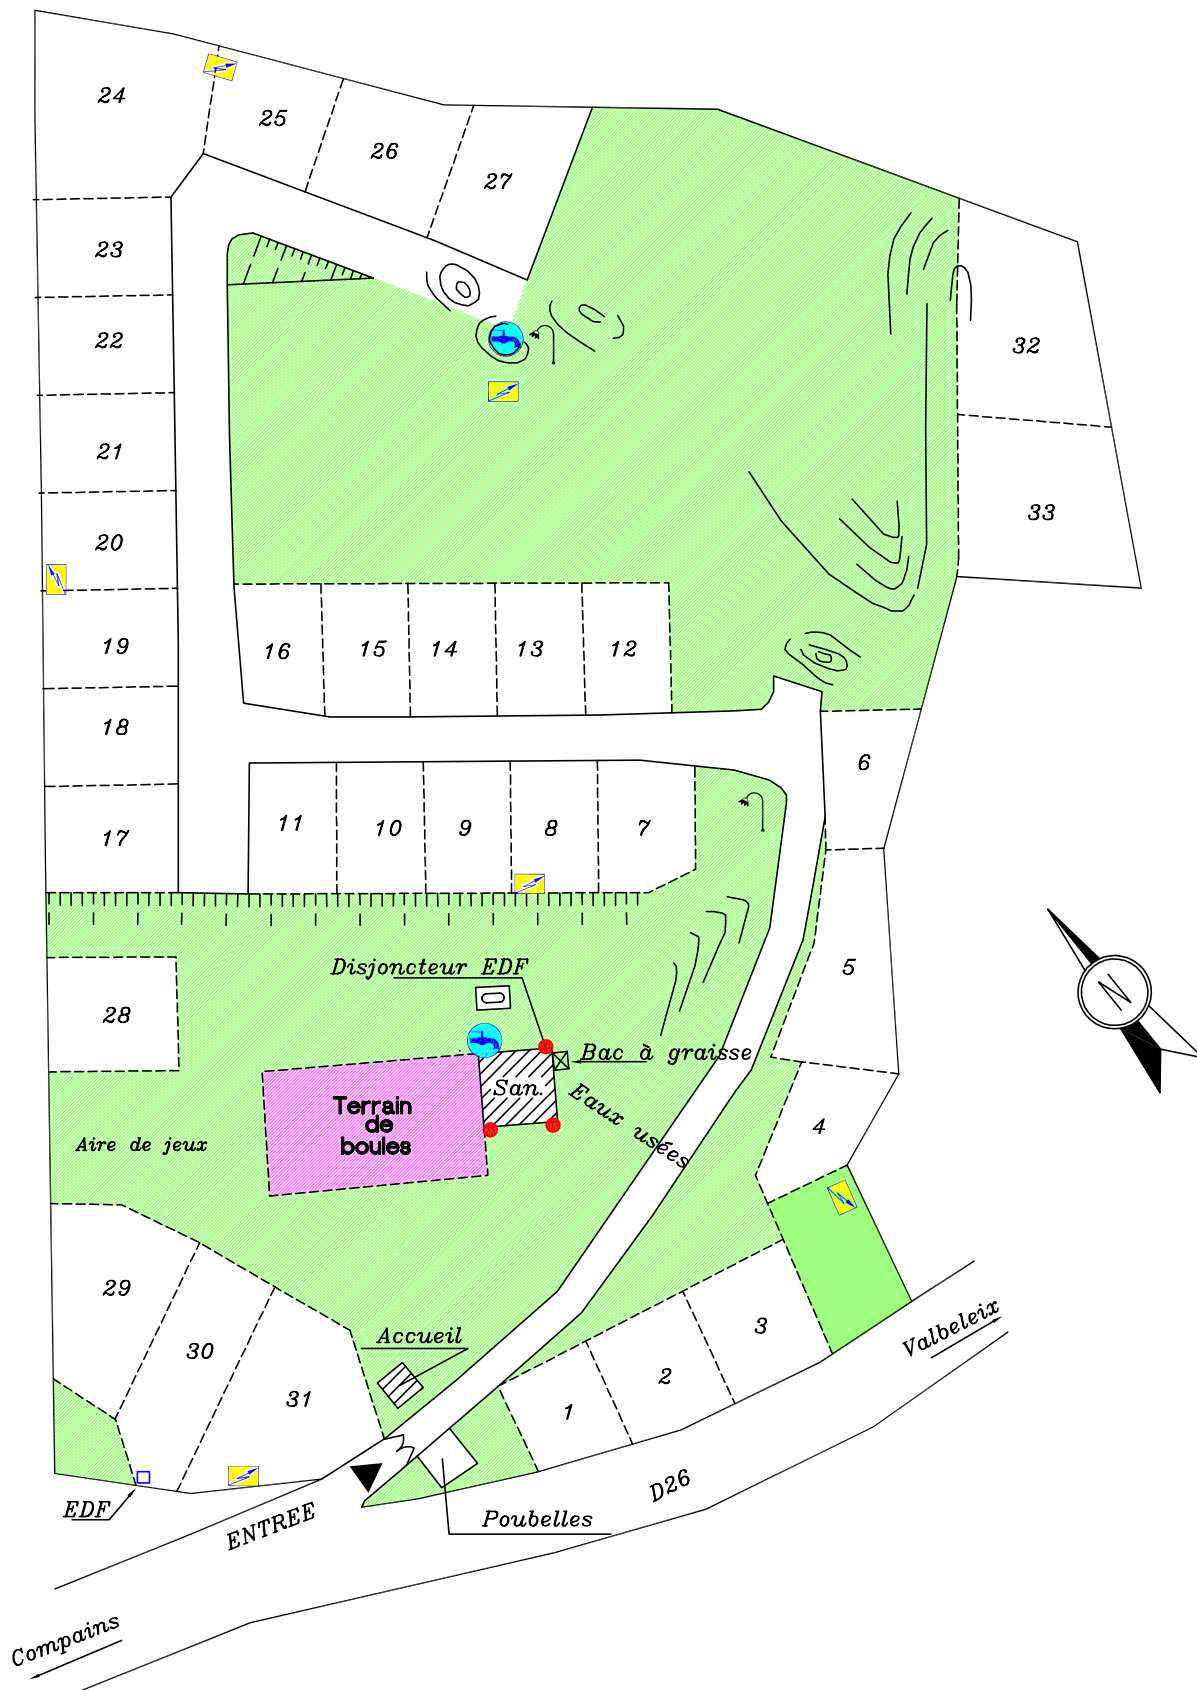 24
25
26
27
23
22
21
20
19
18
17
32
33
16
15
14
13
12
6
11
10
9
8
7
5
Disjoncteur EDF
28
Bac à graisse
San.
Eaux usées
Terrain
de
boules
Aire de jeux
4
N
29
30
31
Accueil
3
2
1
Valbeleix
D26
EDF
ENTREE
Poubelles
Compains